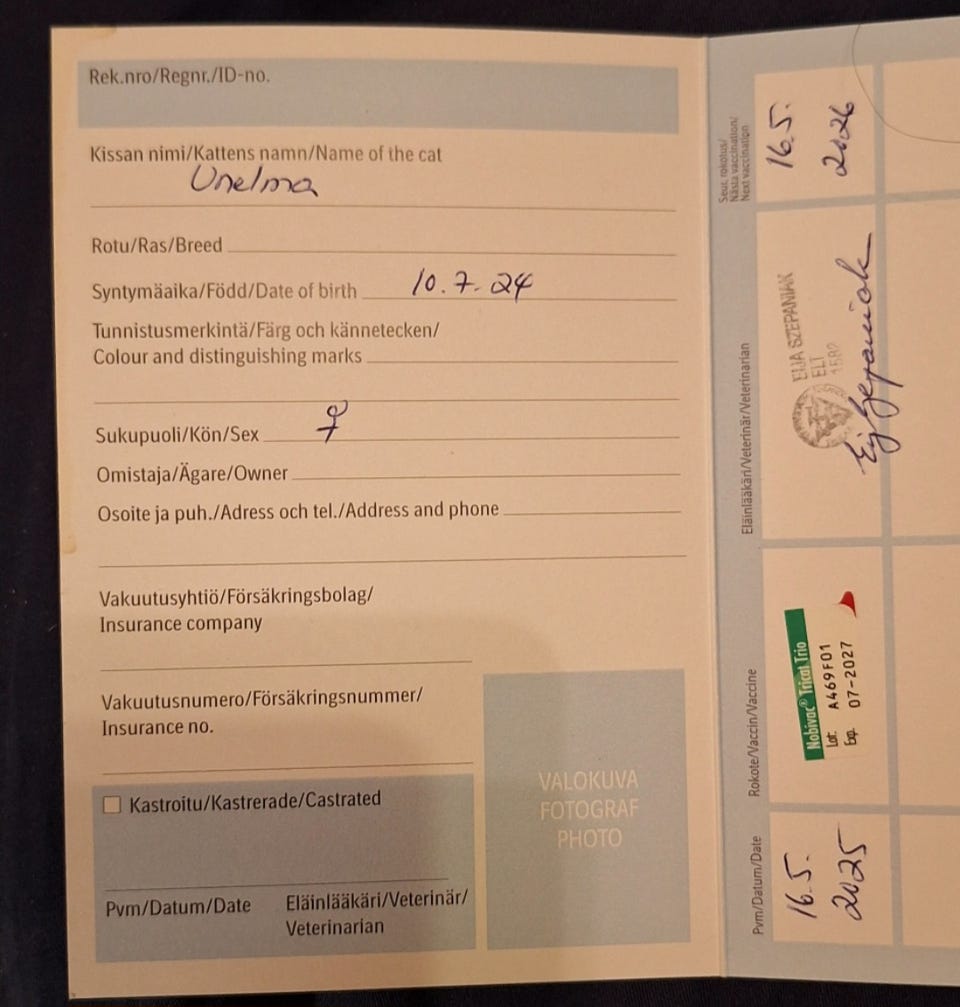 Rek.nro/Regnr./ID-no.
Kissan nimi/Kattens namn/Name of the cat
Unelma
Rotu/Ras/Breed
Syntymäaika/Född/Date of birth 10.7.24
Tunnistusmerkintä/Färg och kännetecken/
Colour and distinguishing marks
Sukupuoli/Kön/Sex ♀
Omistaja/Ägare/Owner
Osoite ja puh./Adress och tel./Address and phone
Vakuutusyhtiö/Försäkringsbolag/
Insurance company
Vakuutusnumero/Försäkringsnummer/
Insurance no.
Kastroitu/Kastrerade/Castrated
Pvm/Datum/Date
Eläinlääkäri/Veterinär/
Veterinarian
VALOKUVA
FOTOGRAF
PHOTO
Pvm/Datum/Date
16.5.
2025
Rokote/Vaccin/Vaccine
Nobivac® Tricat Trio
Lot: A469F01
Exp. 07-2027
Eläinlääkäri/Veterinär/Veterinarian
EIJA SZEPANIAK
ELT
1582
Seur. rokotus/
Nästa vaccination/
Next vaccination
16.5.
2026